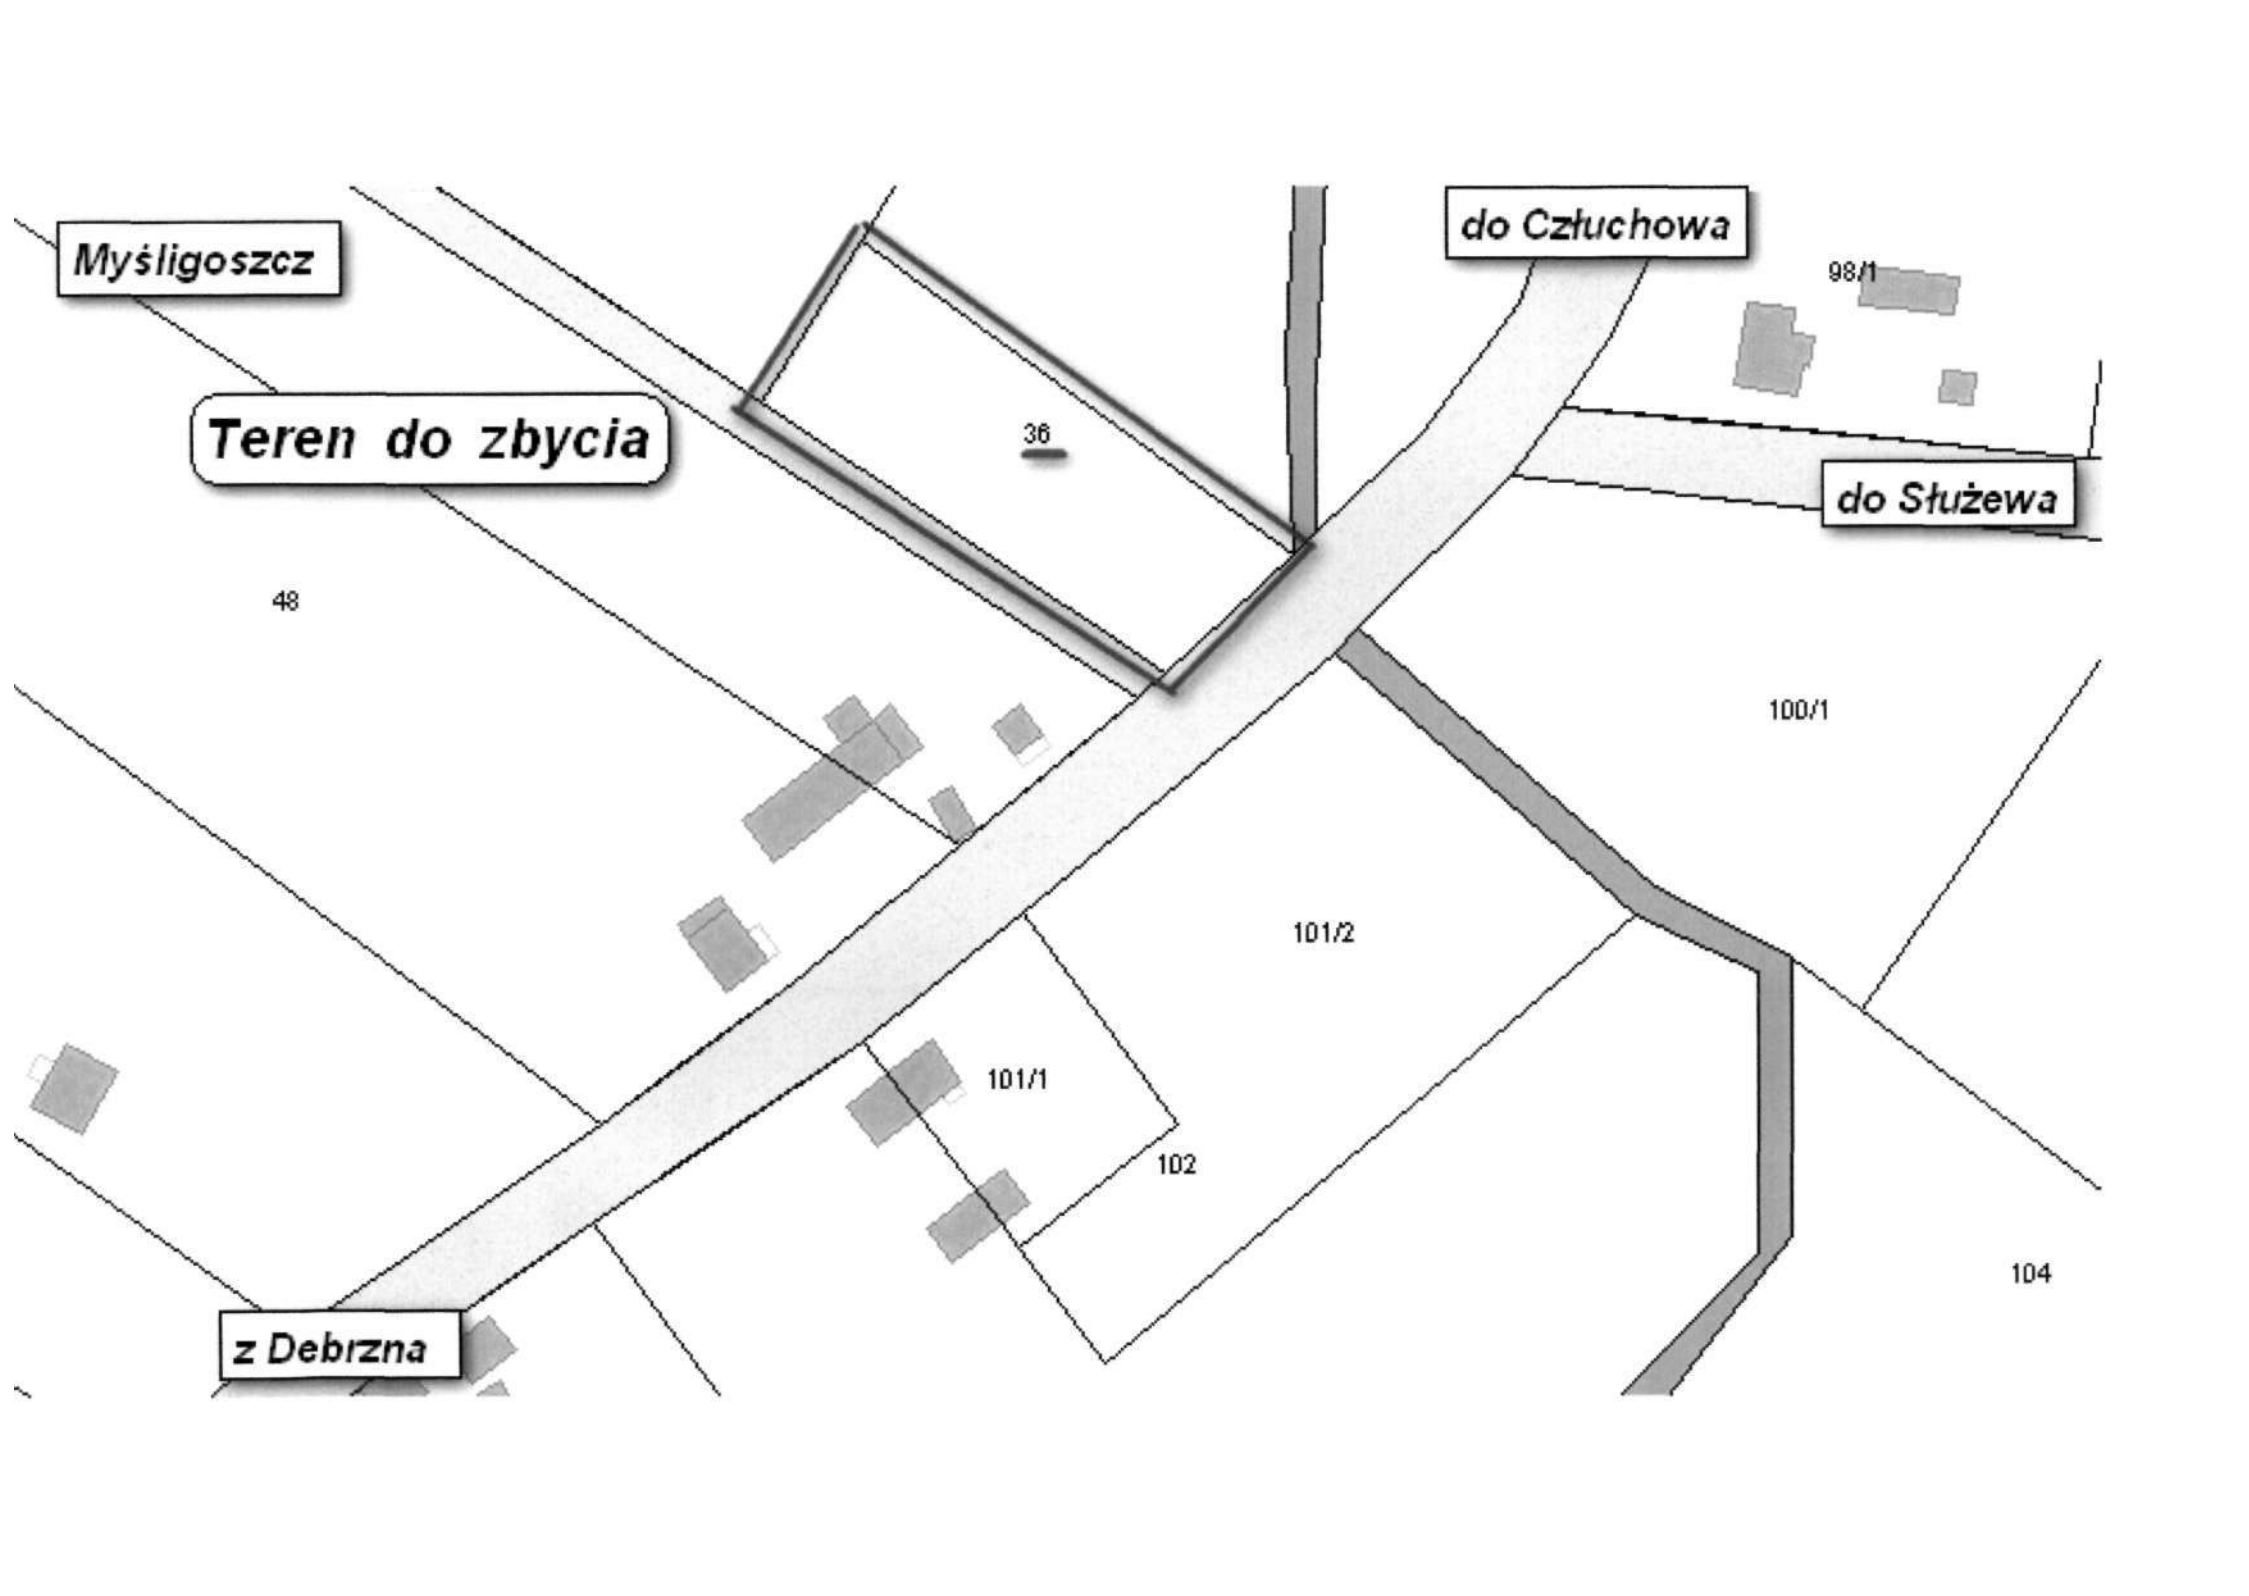 do Człuchowa
Myśligoszcz
98/1
Teren do zbycia
36
do Służewa
48
100/1
101/2
101/1
102
104
z Debrzna